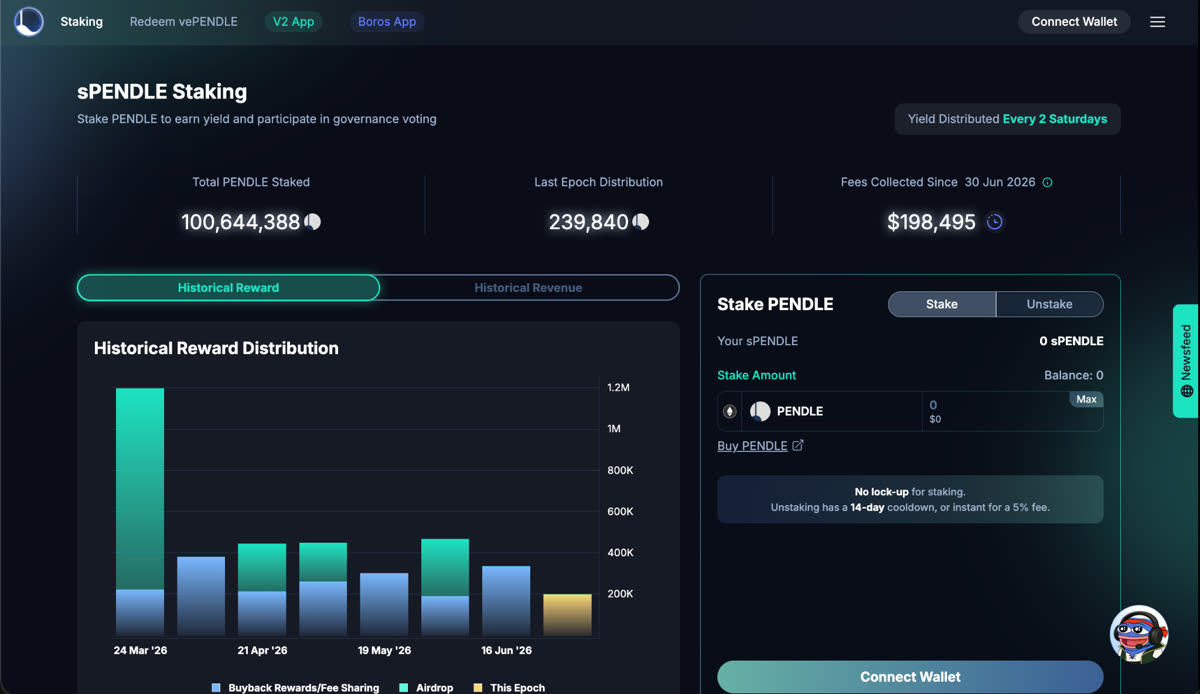 Staking
Redeem vePENDLE
V2 App
Boros App
Connect Wallet
sPENDLE Staking
Stake PENDLE to earn yield and participate in governance voting
Yield Distributed Every 2 Saturdays
Total PENDLE Staked
100,644,388
Last Epoch Distribution
239,840
Fees Collected Since 30 Jun 2026
$198,495
Historical Reward
Historical Revenue
Historical Reward Distribution
1.2M
1M
800K
600K
400K
200K
24 Mar '26
21 Apr '26
19 May '26
16 Jun '26
Buyback Rewards/Fee Sharing
Airdrop
This Epoch
Stake PENDLE
Stake
Unstake
Your sPENDLE
0 sPENDLE
Stake Amount
Balance: 0
PENDLE
0
$0
Max
Buy PENDLE
No lock-up for staking.
Unstaking has a 14-day cooldown, or instant for a 5% fee.
Connect Wallet
Newsfeed